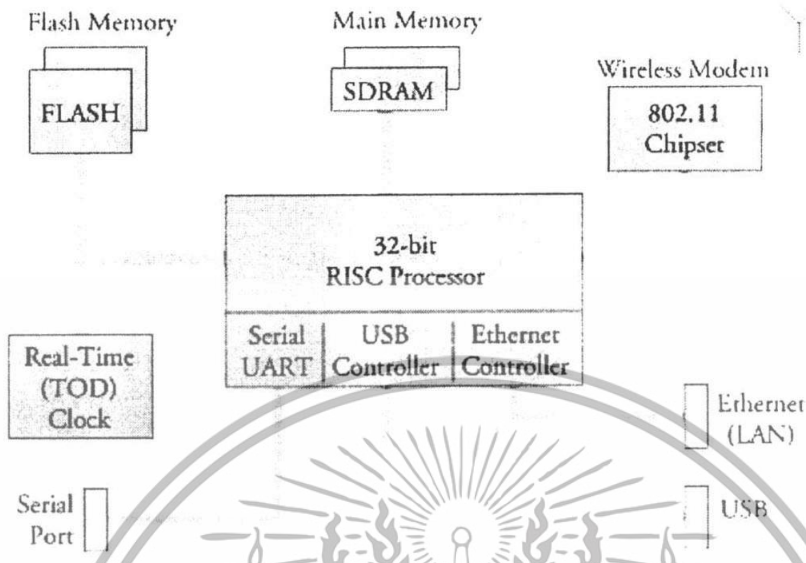 Flash Memory
FLASH
Main Memory
SDRAM
Wireless Modem
802.11
Chipset
32-bit
RISC Processor
Serial
UART
USB
Controller
Ethernet
Controller
Real-Time
(TOD)
Clock
Ethernet
(LAN)
Serial
Port
USB